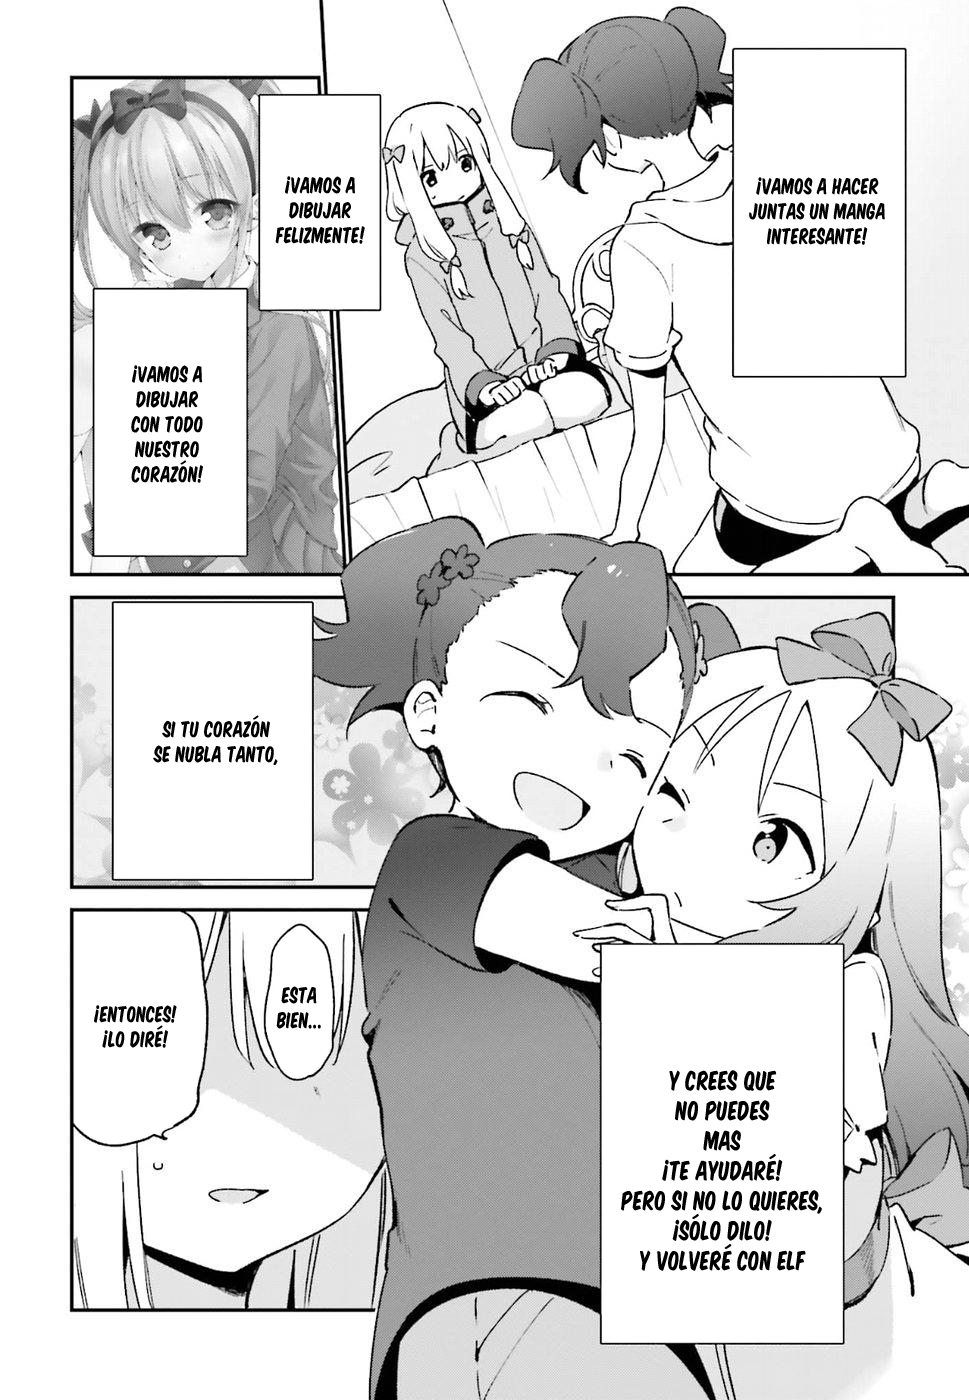 ¡VAMOS A HACER
JUNTAS UN MANGA
INTERESANTE!
¡VAMOS A
DIBUJAR
FELIZMENTE!
¡VAMOS A
DIBUJAR
CON TODO
NUESTRO
CORAZÓN!
SI TU CORAZÓN
SE NUBLA TANTO,
Y CREES QUE
NO PUEDES
MAS
¡TE AYUDARÉ!
PERO SI NO LO QUIERES,
¡SÓLO DILO!
Y VOLVERÉ CON ELF
ESTA
BIEN...
¡ENTONCES!
¡LO DIRÉ!